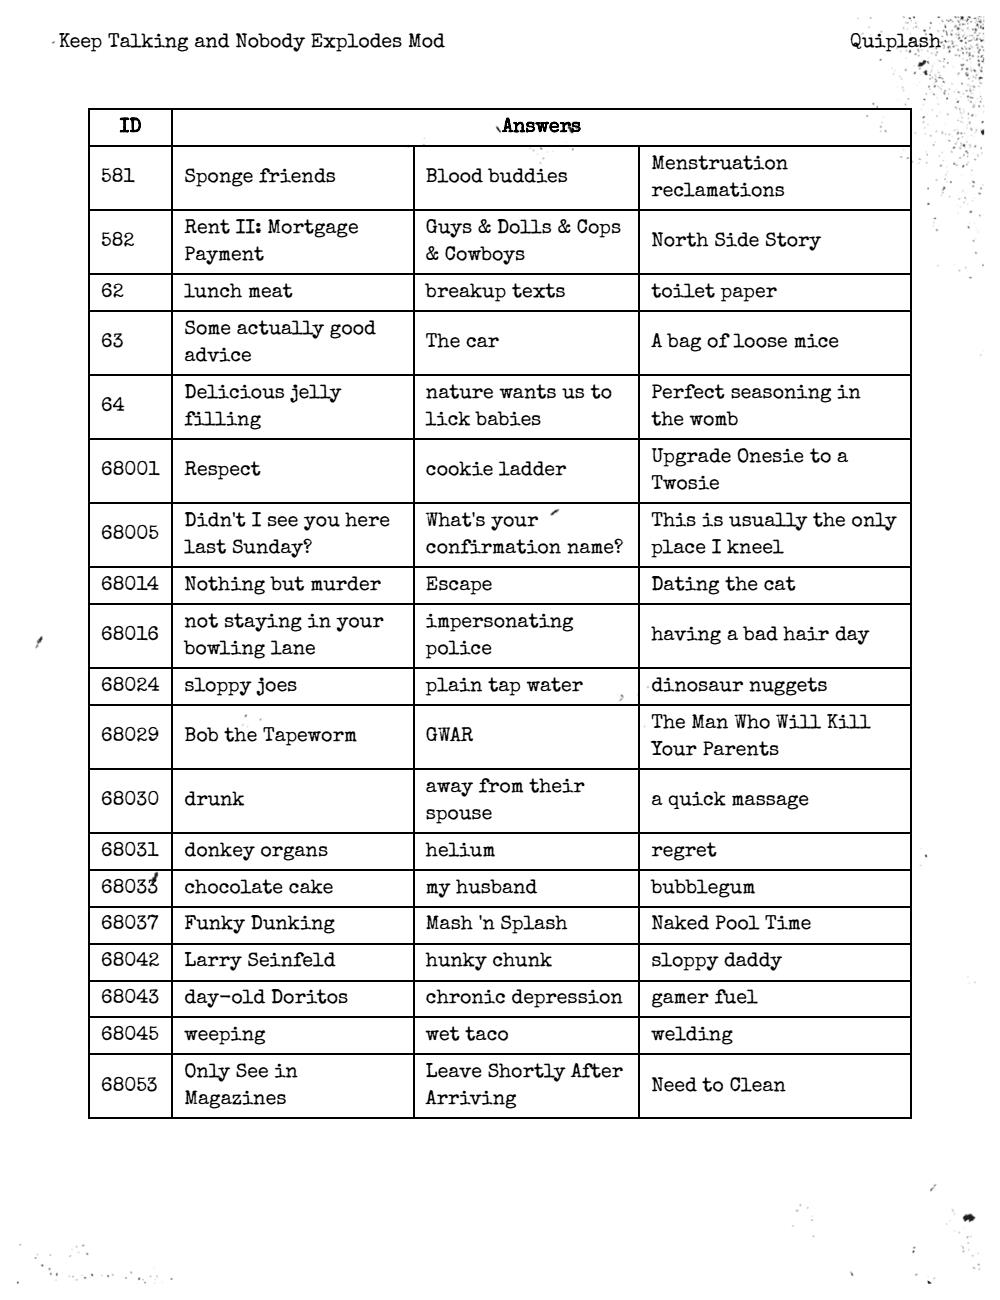 Keep Talking and Nobody Explodes Mod
Quiplash
ID Answers
581 Sponge friends Blood buddies Menstruation reclamations
582 Rent II: Mortgage Payment Guys & Dolls & Cops & Cowboys North Side Story
62 lunch meat breakup texts toilet paper
63 Some actually good advice The car A bag of loose mice
64 Delicious jelly filling nature wants us to lick babies Perfect seasoning in the womb
68001 Respect cookie ladder Upgrade Onesie to a Twosie
68005 Didn't I see you here last Sunday? What's your confirmation name? This is usually the only place I kneel
68014 Nothing but murder Escape Dating the cat
68016 not staying in your bowling lane impersonating police having a bad hair day
68024 sloppy joes plain tap water dinosaur nuggets
68029 Bob the Tapeworm GWAR The Man Who Will Kill Your Parents
68030 drunk away from their spouse a quick massage
68031 donkey organs helium regret
68033 chocolate cake my husband bubblegum
68037 Funky Dunking Mash 'n Splash Naked Pool Time
68042 Larry Seinfeld hunky chunk sloppy daddy
68043 day-old Doritos chronic depression gamer fuel
68045 weeping wet taco welding
68053 Only See in Magazines Leave Shortly After Arriving Need to Clean